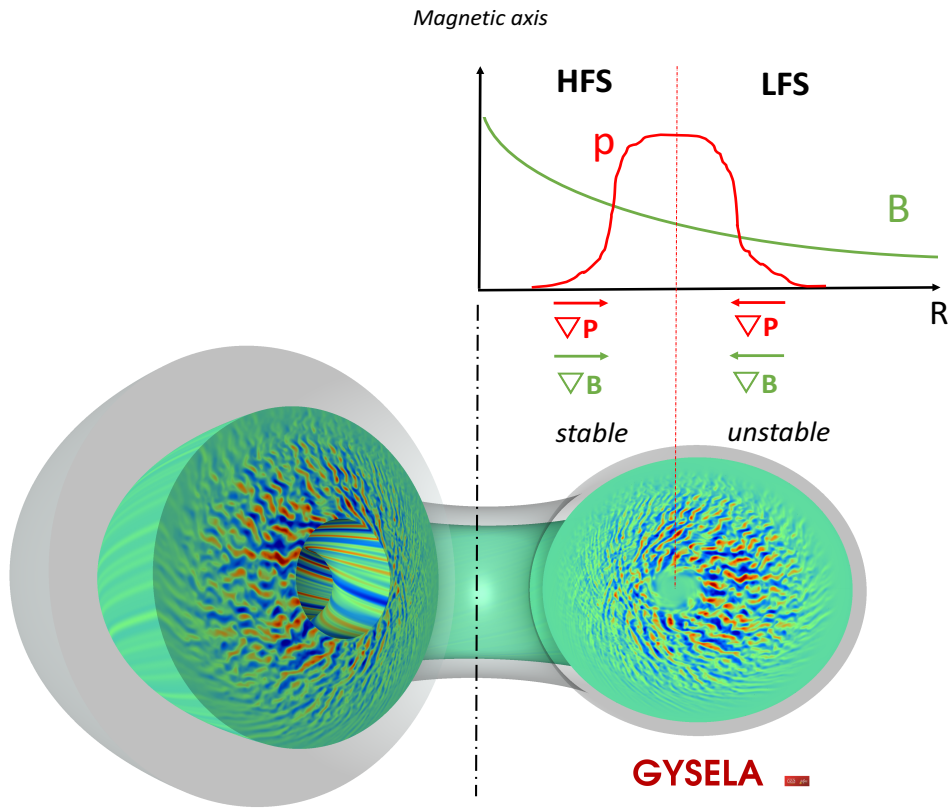 Magnetic axis
HFS LFS
p
B
R
▽P ▽P
▽B ▽B
stable unstable
GYSELA